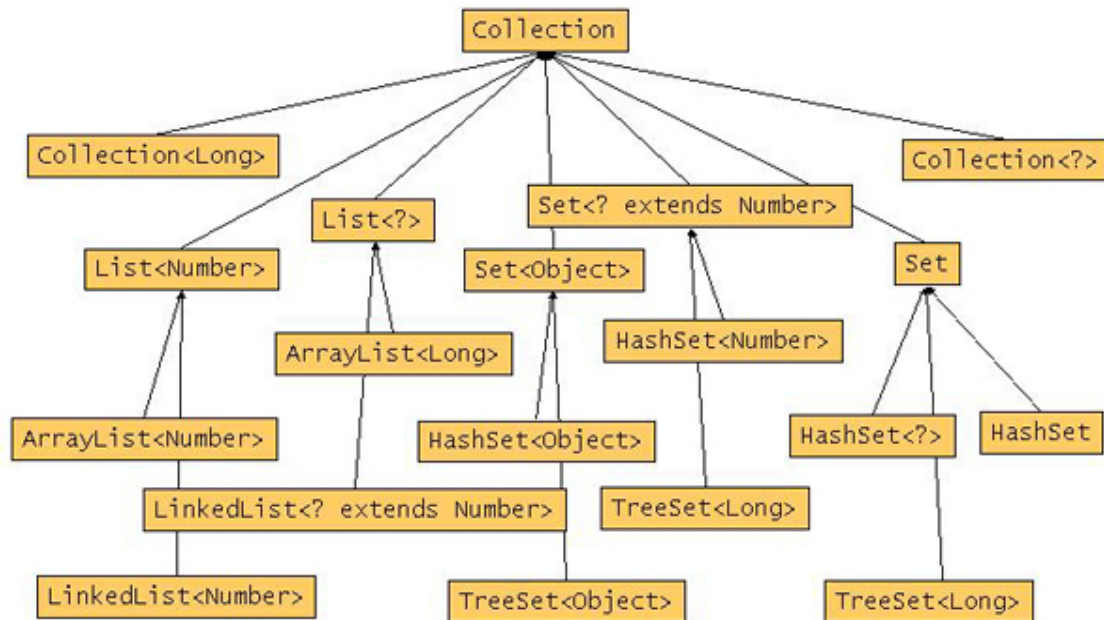 Collection
Collection<Long>
Collection<?>
List<?>
Set<? extends Number>
List<Number>
Set<Object>
Set
ArrayList<Long>
HashSet<Number>
ArrayList<Number>
HashSet<Object>
HashSet<?>
HashSet
LinkedList<? extends Number>
TreeSet<Long>
LinkedList<Number>
TreeSet<Object>
TreeSet<Long>